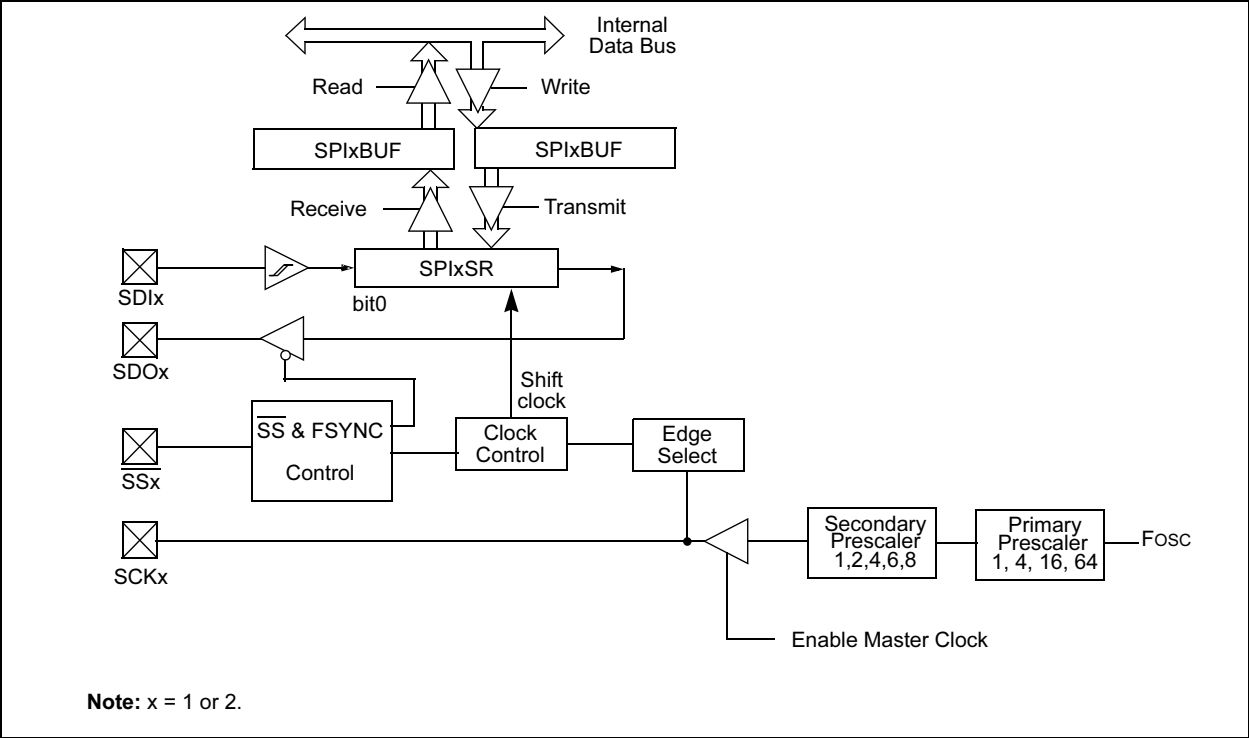 Internal
Data Bus
Read
Write
SPIxBUF
SPIxBUF
Receive
Transmit
SDIx
SPIxSR
bit0
SDOx
Shift
clock
SS & FSYNC
Control
Clock
Control
Edge
Select
SSx
SCKx
Secondary
Prescaler
1,2,4,6,8
Primary
Prescaler
1, 4, 16, 64
FOSC
Enable Master Clock
Note: x = 1 or 2.